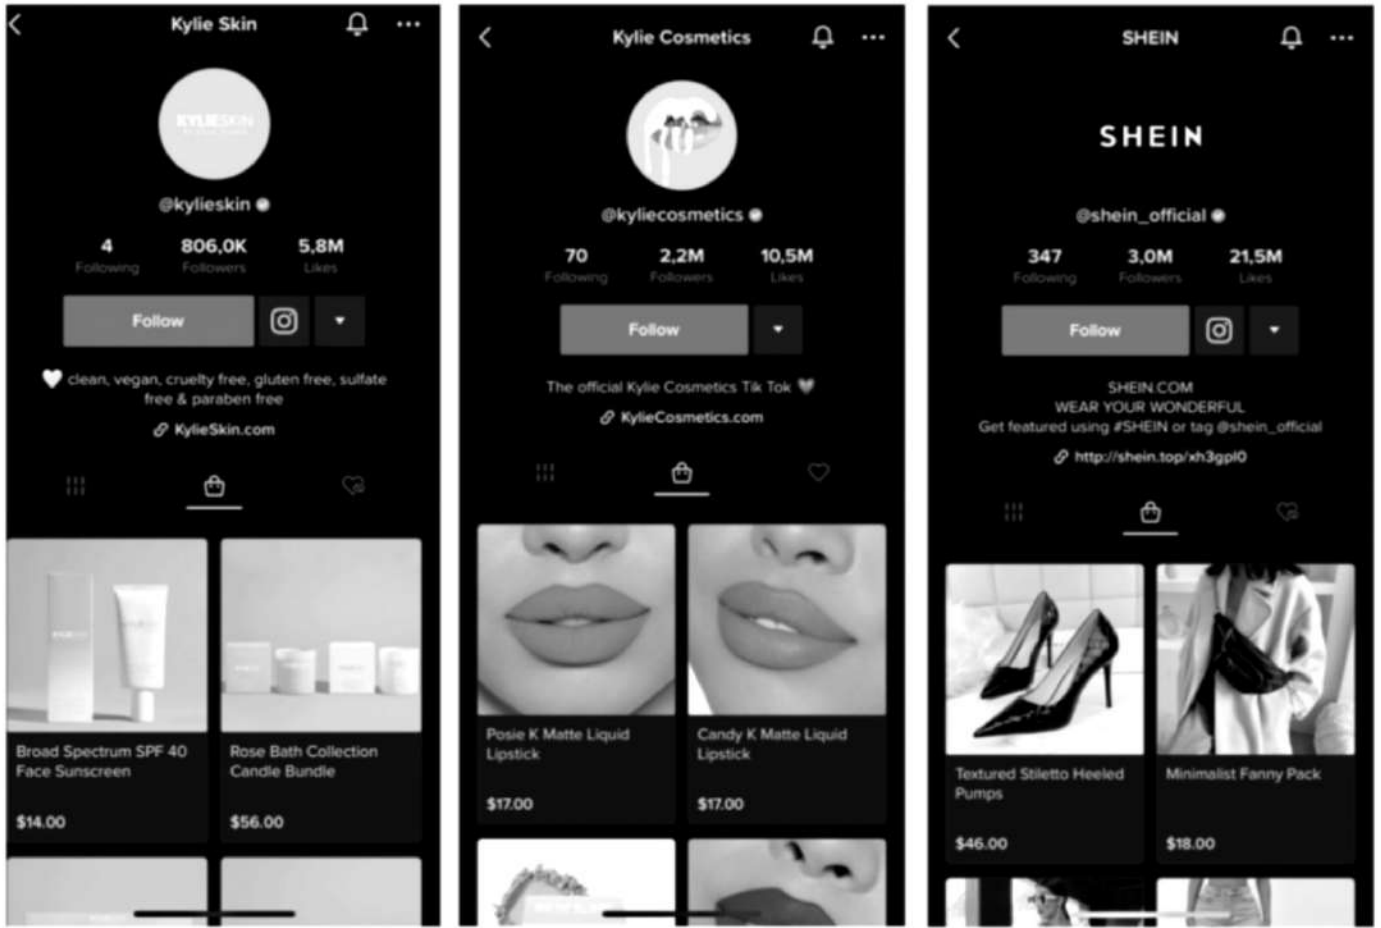 Kylie Skin
KYLIESKIN
@kylieskin
4 806,0K 5,8M
Following Followers Likes
Follow
clean, vegan, cruelty free, gluten free, sulfate
free & paraben free
KylieSkin.com
Broad Spectrum SPF 40
Face Sunscreen
$14.00
Rose Bath Collection
Candle Bundle
$56.00
Kylie Cosmetics
@kyliecosmetics
70 2,2M 10,5M
Following Followers Likes
Follow
The official Kylie Cosmetics Tik Tok
KylieCosmetics.com
Posie K Matte Liquid
Lipstick
$17.00
Candy K Matte Liquid
Lipstick
$17.00
SHEIN
SHEIN
@shein_official
347 3,0M 21,5M
Following Followers Likes
Follow
SHEIN.COM
WEAR YOUR WONDERFUL
Get featured using #SHEIN or tag @shein_official
http://shein.top/xh3gpl0
Textured Stiletto Heeled
Pumps
$46.00
Minimalist Fanny Pack
$18.00